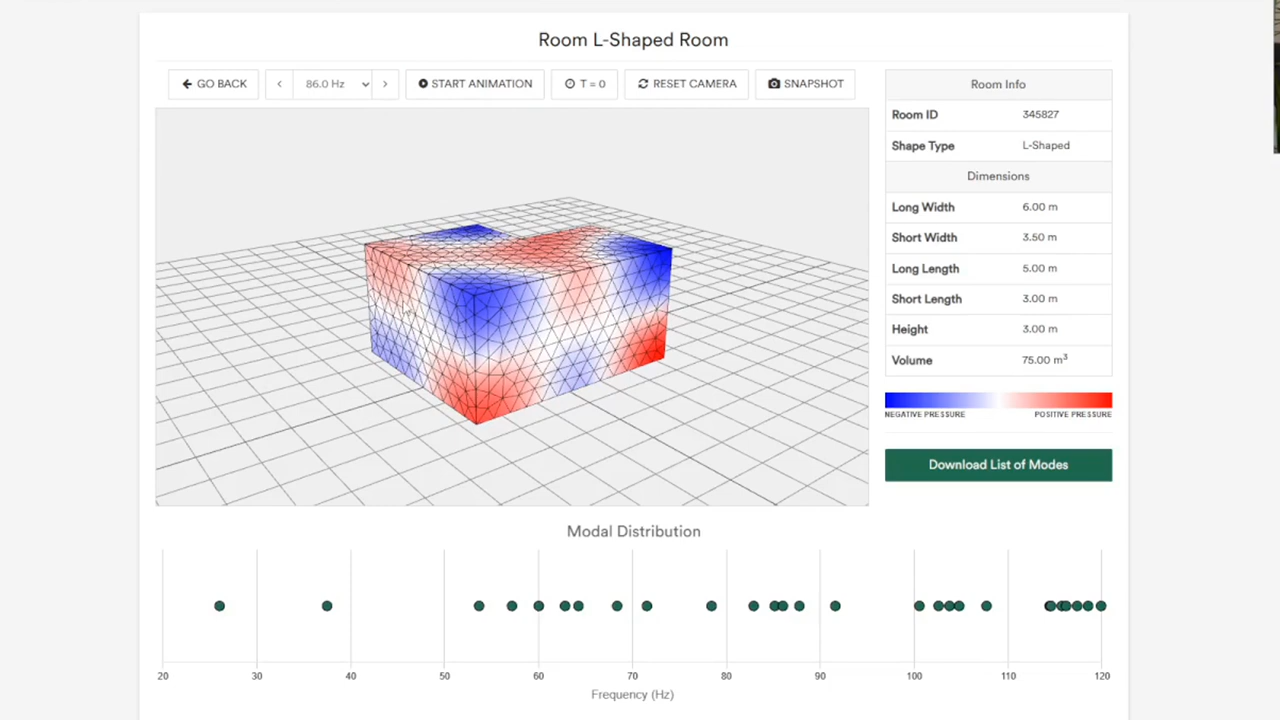 Room L-Shaped Room
GO BACK
86.0 Hz
START ANIMATION
T = 0
RESET CAMERA
SNAPSHOT
Room Info
Room ID 345827
Shape Type L-Shaped
Dimensions
Long Width 6.00 m
Short Width 3.50 m
Long Length 5.00 m
Short Length 3.00 m
Height 3.00 m
Volume 75.00 m³
NEGATIVE PRESSURE POSITIVE PRESSURE
Download List of Modes
Modal Distribution
20 30 40 50 60 70 80 90 100 110 120
Frequency (Hz)